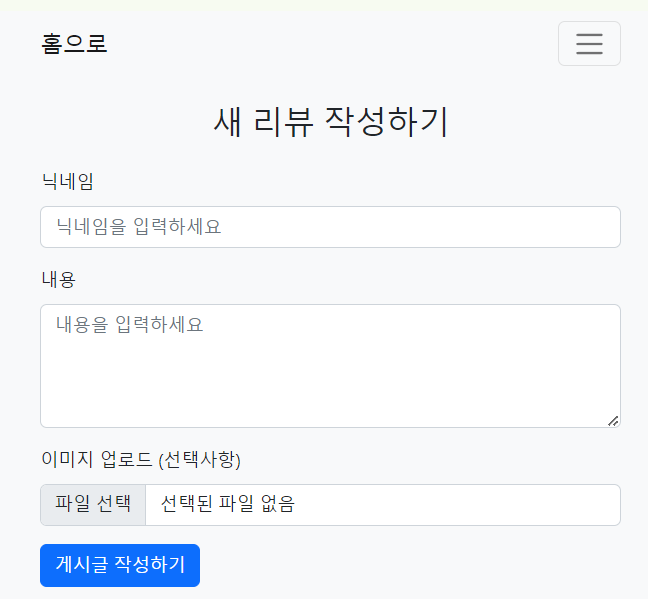 홈으로
새 리뷰 작성하기
닉네임
닉네임을 입력하세요
내용
내용을 입력하세요
이미지 업로드 (선택사항)
파일 선택 선택된 파일 없음
게시글 작성하기